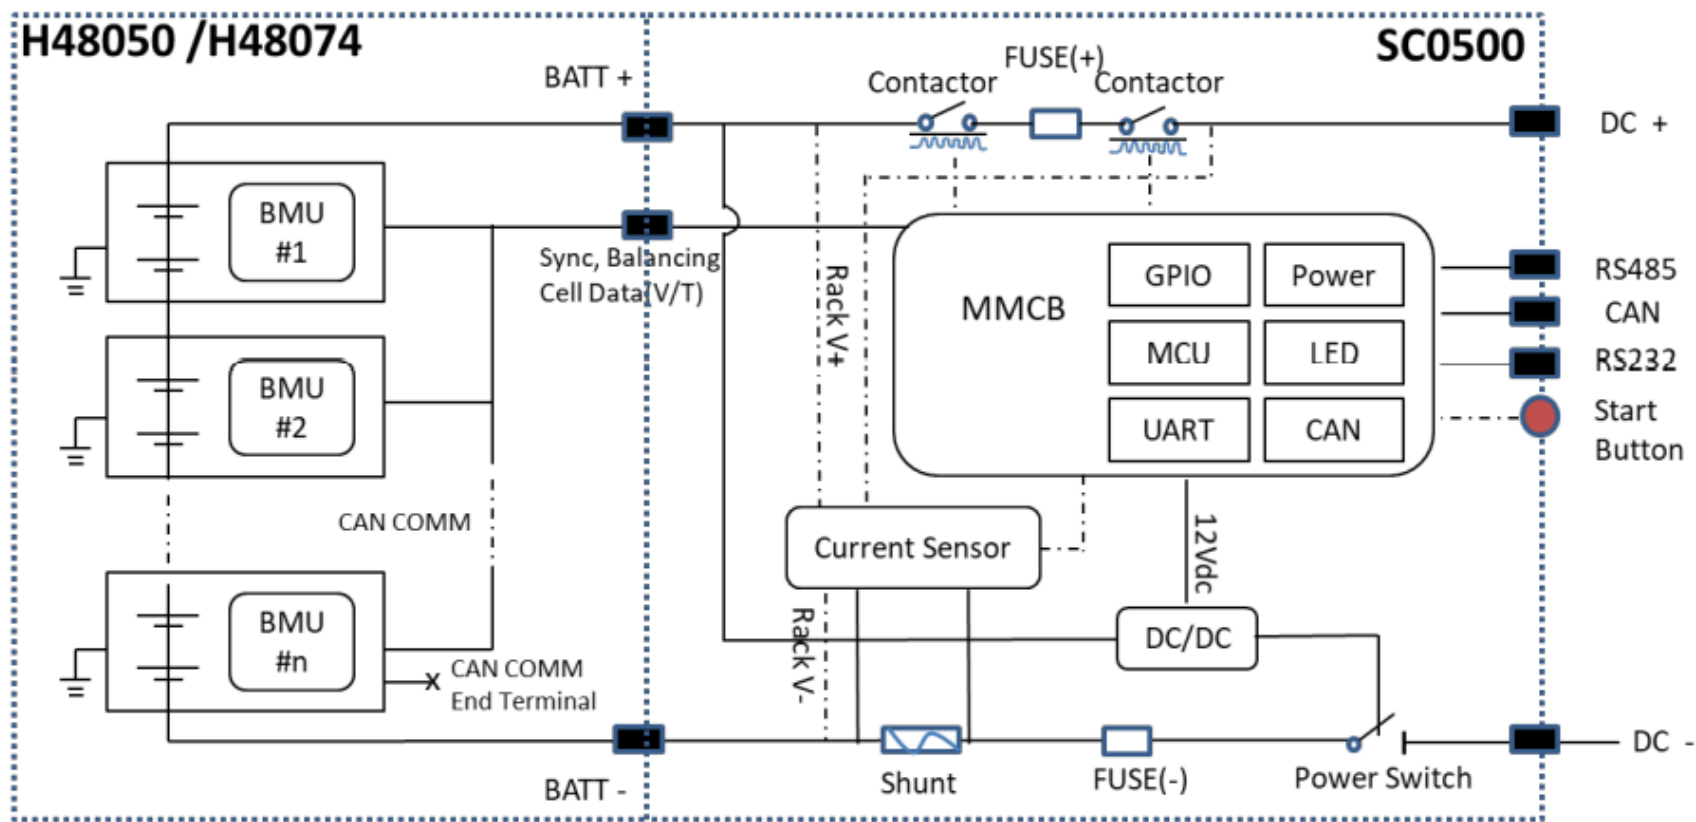 H48050 /H48074
SC0500
BATT +
FUSE(+)
Contactor
Contactor
DC +
BMU
#1
Sync, Balancing
Cell Data(V/T)
Rack V+
MMCB
GPIO
Power
MCU
LED
UART
CAN
RS485
CAN
RS232
Start
Button
BMU
#2
CAN COMM
Current Sensor
12Vdc
BMU
#n
CAN COMM
End Terminal
Rack V-
DC/DC
BATT -
Shunt
FUSE(-)
Power Switch
DC -